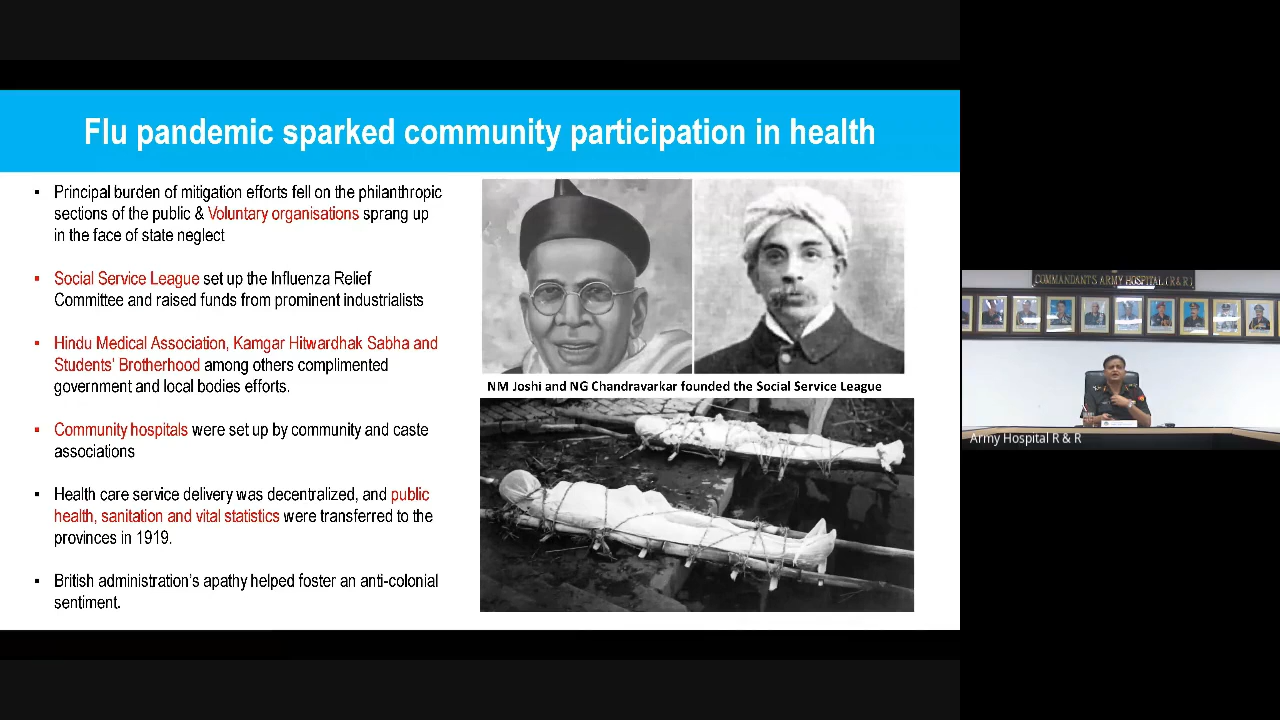 Flu pandemic sparked community participation in health
▪ Principal burden of mitigation efforts fell on the philanthropic
sections of the public & Voluntary organisations sprang up
in the face of state neglect
▪ Social Service League set up the Influenza Relief
Committee and raised funds from prominent industrialists
▪ Hindu Medical Association, Kamgar Hitwardhak Sabha and
Students' Brotherhood among others complimented
government and local bodies efforts.
▪ Community hospitals were set up by community and caste
associations
▪ Health care service delivery was decentralized, and public
health, sanitation and vital statistics were transferred to the
provinces in 1919.
▪ British administration's apathy helped foster an anti-colonial
sentiment.
NM Joshi and NG Chandravarkar founded the Social Service League
COMMANDANT'S ARMY HOSPITAL (R & R)
Army Hospital R & R